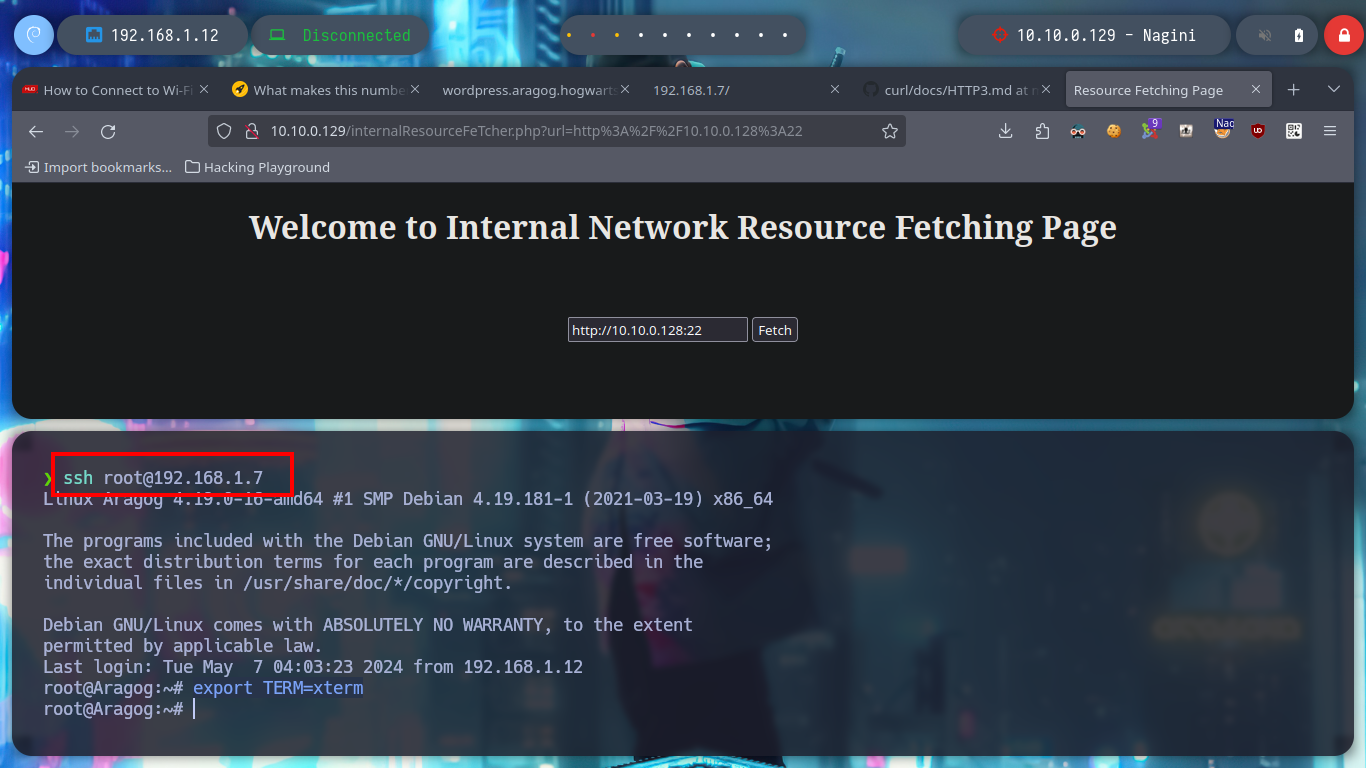 192.168.1.12
Disconnected
10.10.0.129 - Nagini
How to Connect to Wi-Fi
What makes this numbe
wordpress.aragog.hogwarts
192.168.1.7/
curl/docs/HTTP3.md at
Resource Fetching Page
10.10.0.129/internalResourceFeTcher.php?url=http%3A%2F%2F10.10.0.128%3A22
9
Nac
Import bookmarks...
Hacking Playground
Welcome to Internal Network Resource Fetching Page
http://10.10.0.128:22
Fetch
❯ ssh root@192.168.1.7
Linux Aragog 4.19.0-16-amd64 #1 SMP Debian 4.19.181-1 (2021-03-19) x86_64
The programs included with the Debian GNU/Linux system are free software;
the exact distribution terms for each program are described in the
individual files in /usr/share/doc/*/copyright.
Debian GNU/Linux comes with ABSOLUTELY NO WARRANTY, to the extent
permitted by applicable law.
Last login: Tue May  7 04:03:23 2024 from 192.168.1.12
root@Aragog:~# export TERM=xterm
root@Aragog:~#